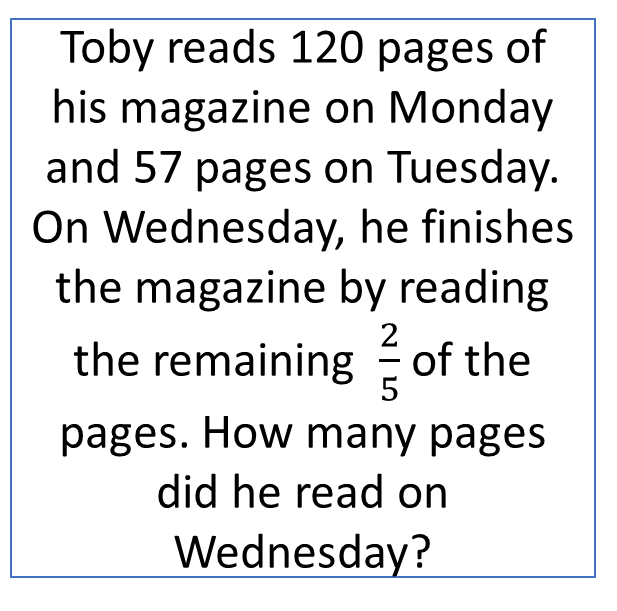 Toby reads 120 pages of
his magazine on Monday
and 57 pages on Tuesday.
On Wednesday, he finishes
the magazine by reading
the remaining 2/5 of the
pages. How many pages
did he read on
Wednesday?